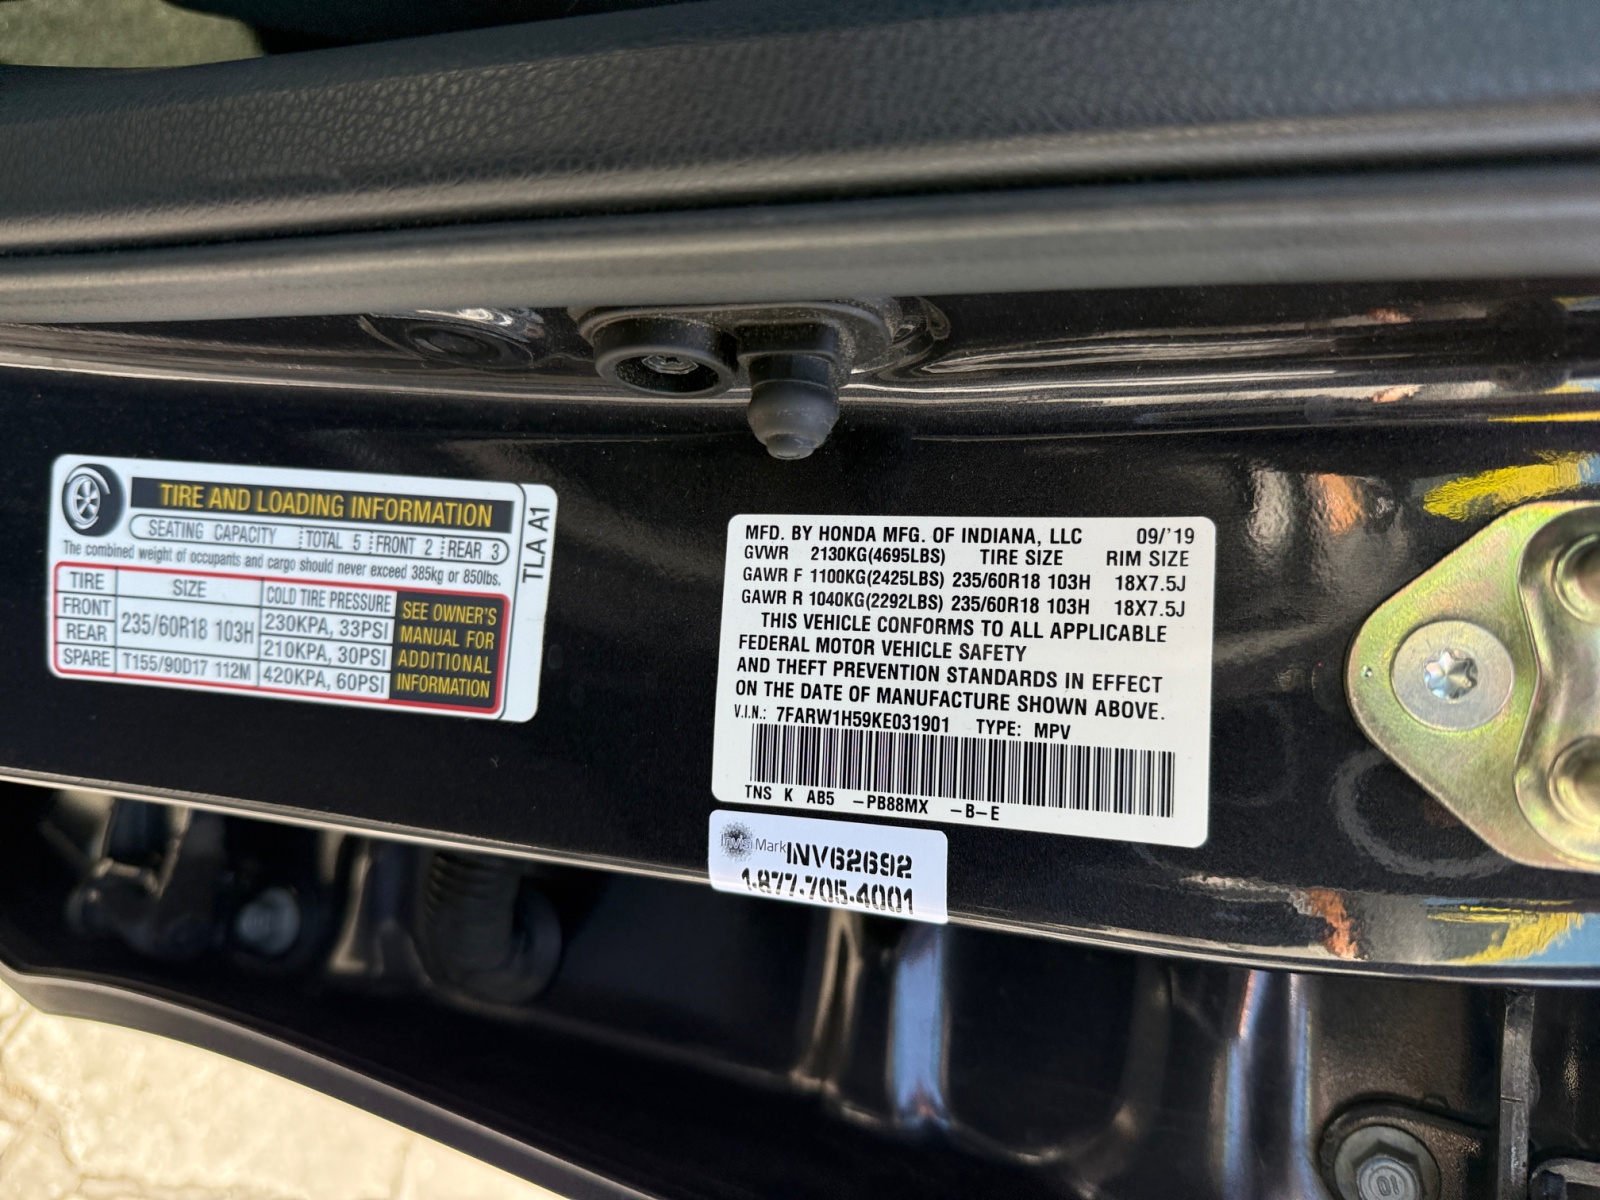 TIRE AND LOADING INFORMATION
SEATING CAPACITY TOTAL 5 FRONT 2 REAR 3
The combined weight of occupants and cargo should never exceed 385kg or 850lbs.
TIRE SIZE COLD TIRE PRESSURE
FRONT 235/60R18 103H 230KPA, 33PSI
REAR 210KPA, 30PSI
SPARE T155/90D17 112M 420KPA, 60PSI
SEE OWNER'S
MANUAL FOR
ADDITIONAL
INFORMATION
TLA A1
MFD. BY HONDA MFG. OF INDIANA, LLC 09/'19
GVWR 2130KG(4695LBS) TIRE SIZE RIM SIZE
GAWR F 1100KG(2425LBS) 235/60R18 103H 18X7.5J
GAWR R 1040KG(2292LBS) 235/60R18 103H 18X7.5J
THIS VEHICLE CONFORMS TO ALL APPLICABLE
FEDERAL MOTOR VEHICLE SAFETY
AND THEFT PREVENTION STANDARDS IN EFFECT
ON THE DATE OF MANUFACTURE SHOWN ABOVE.
V.I.N.: 7FARW1H59KE031901 TYPE: MPV
TNS K AB5 -PB88MX -B-E
Mark INV62692
1-877-705-4001
10